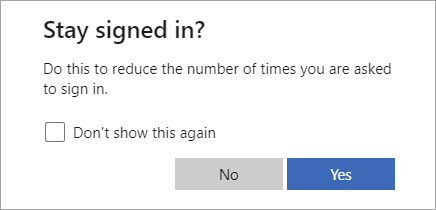 Stay signed in?
Do this to reduce the number of times you are asked
to sign in.
Don't show this again
No
Yes